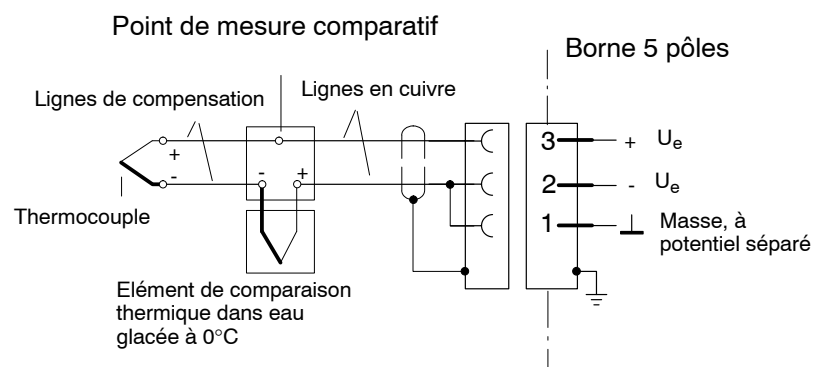 Point de mesure comparatif
Borne 5 pôles
Lignes de compensation
Lignes en cuivre
+
-
-
+
Thermocouple
3 + Ue
2 - Ue
1 Masse, à
potentiel séparé
Elément de comparaison
thermique dans eau
glacée à 0°C